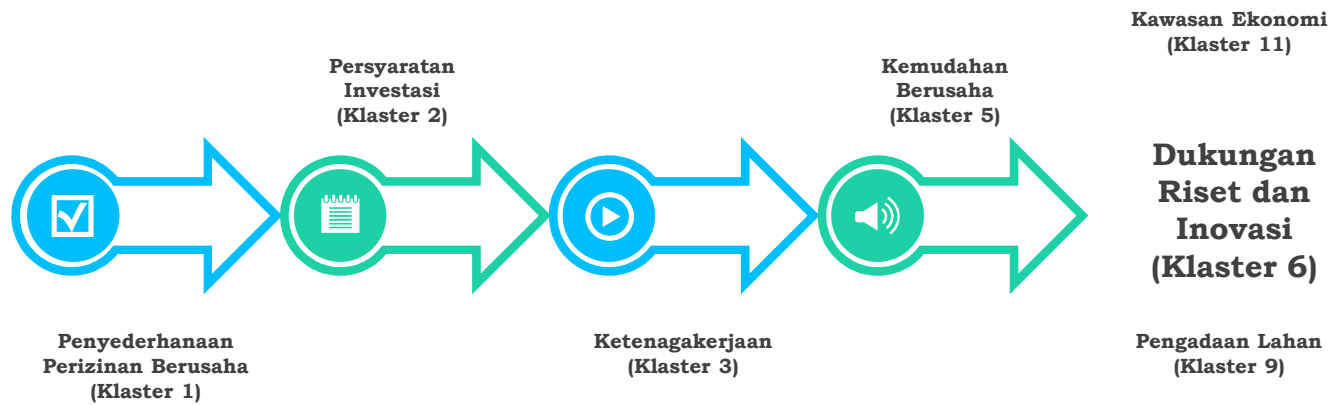 Penyederhanaan
Perizinan Berusaha
(Klaster 1)
Persyaratan
Investasi
(Klaster 2)
Ketenagakerjaan
(Klaster 3)
Kemudahan
Berusaha
(Klaster 5)
Kawasan Ekonomi
(Klaster 11)
Dukungan
Riset dan
Inovasi
(Klaster 6)
Pengadaan Lahan
(Klaster 9)